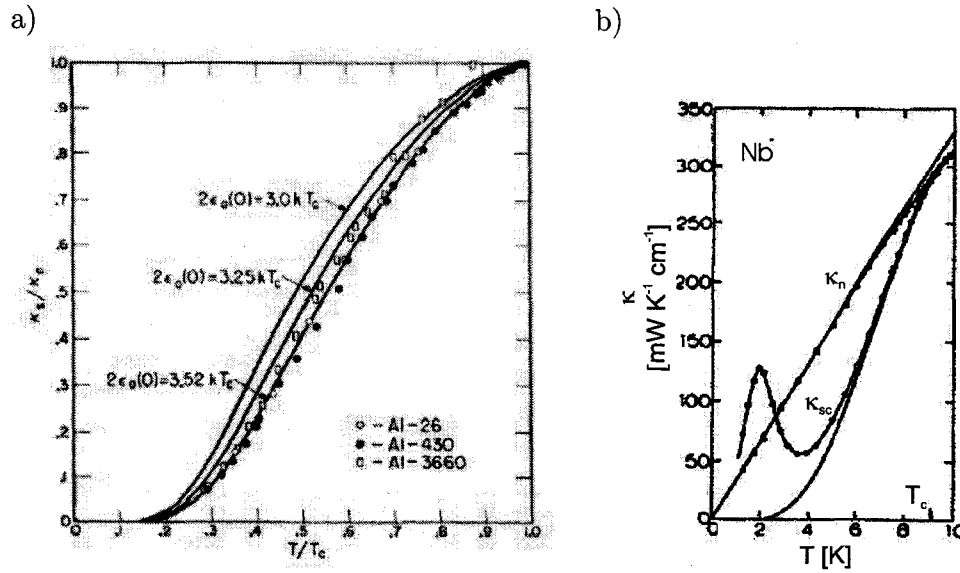 a)
1.0
.9
.8
.7
.6
.5
.4
.3
.2
.1
0
κs/κe
2ε₀(0)=3.0 kTc
2ε₀(0)=3.25kTc
2ε₀(0)=3.52 kTc
○ - Al-26
● - Al-430
▯ - Al-3660
0 .1 .2 .3 .4 .5 .6 .7 .8 .9 1.0
T/Tc
b)
350
300
250
200
150
100
50
0
κ
[mW K⁻¹ cm⁻¹]
Nb
κn
κsc
Tc
0 2 4 6 8 10
T [K]